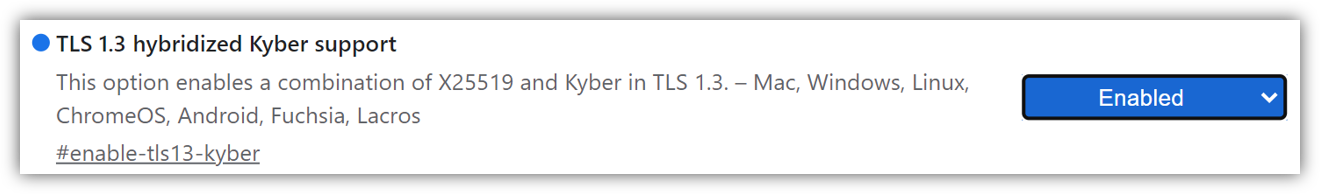 TLS 1.3 hybridized Kyber support
This option enables a combination of X25519 and Kyber in TLS 1.3. – Mac, Windows, Linux,
ChromeOS, Android, Fuchsia, Lacros
#enable-tls13-kyber
Enabled